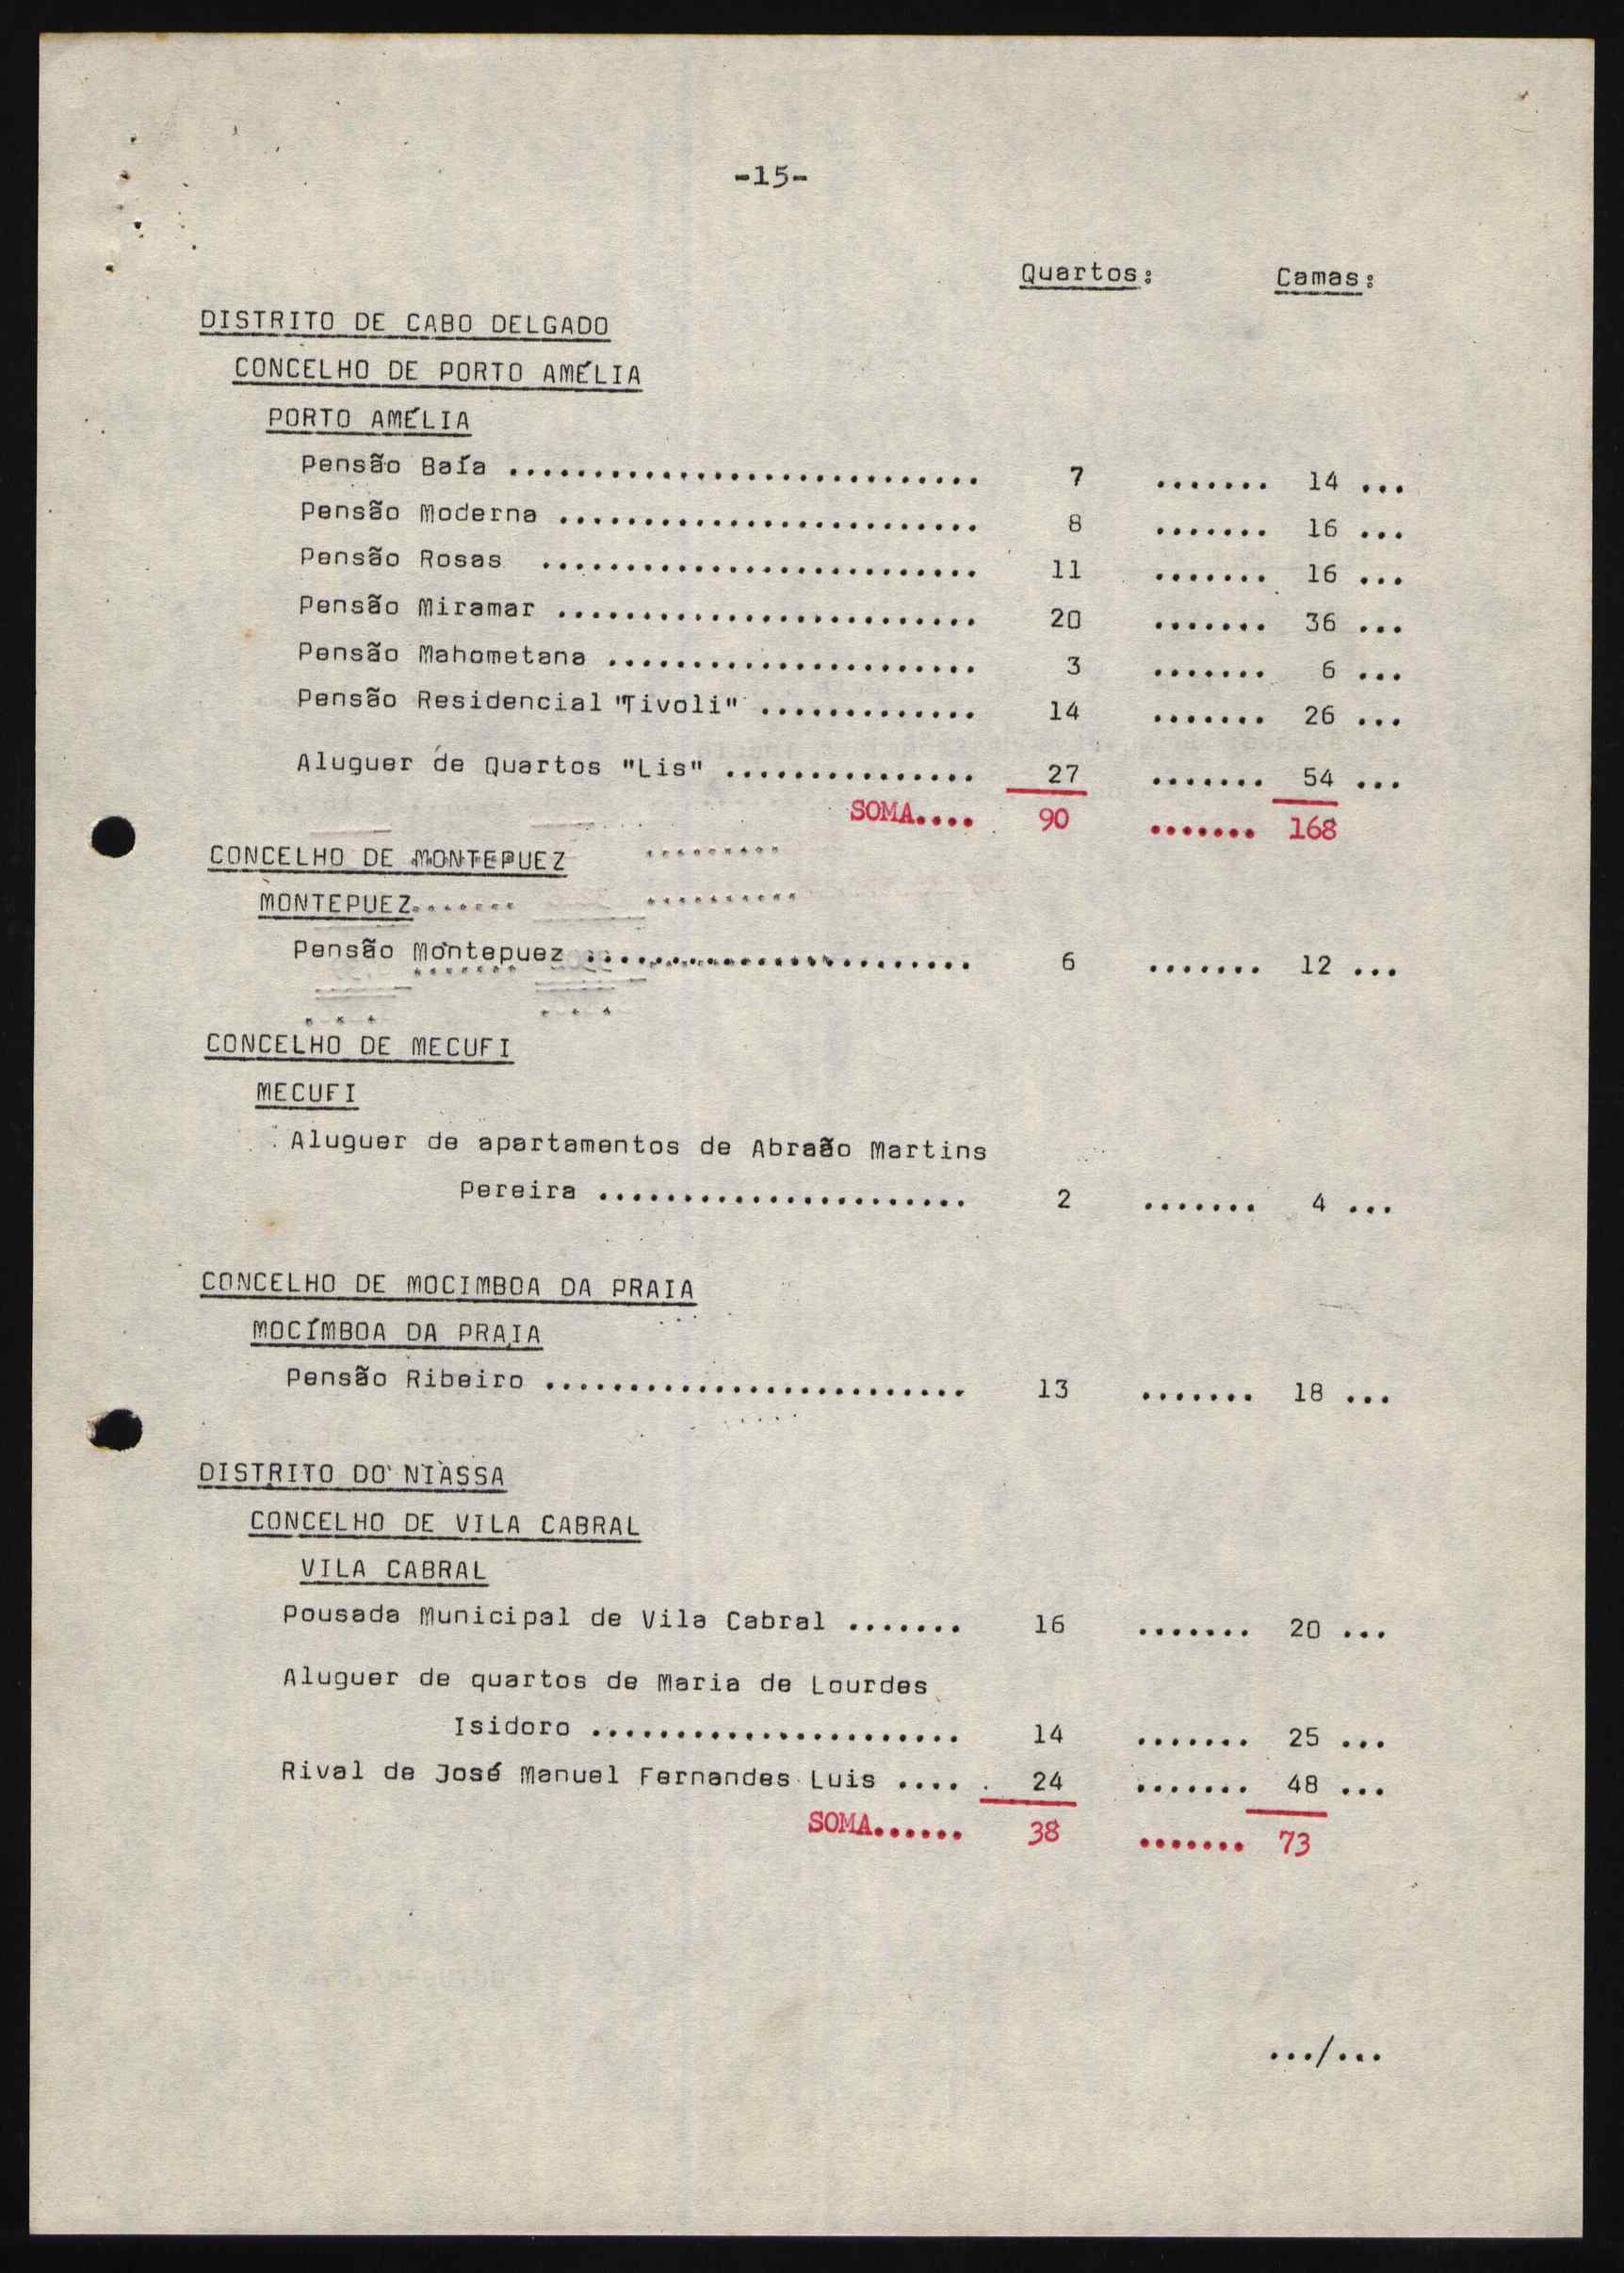 -15-
Quartos: Camas:
DISTRITO DE CABO DELGADO
CONCELHO DE PORTO AMÉLIA
PORTO AMÉLIA
Pensão Baía ............................ 7 ....... 14 ...
Pensão Moderna ......................... 8 ....... 16 ...
Pensão Rosas .......................... 11 ....... 16 ...
Pensão Miramar ......................... 20 ....... 36 ...
Pensão Mahometana ...................... 3 ....... 6 ...
Pensão Residencial "Tivoli" ............. 14 ....... 26 ...
Aluguer de Quartos "Lis" ............... 27 ....... 54 ...
SOMA.... 90 ....... 168
CONCELHO DE MONTEPUEZ
MONTEPUEZ
Pensão Montepuez ....................... 6 ....... 12 ...
CONCELHO DE MECUFI
MECUFI
Aluguer de apartamentos de Abraão Martins
Pereira ...................... 2 ....... 4 ...
CONCELHO DE MOCIMBOA DA PRAIA
MOCÍMBOA DA PRAIA
Pensão Ribeiro ......................... 13 ....... 18 ...
DISTRITO DO NIASSA
CONCELHO DE VILA CABRAL
VILA CABRAL
Pousada Municipal de Vila Cabral ....... 16 ....... 20 ...
Aluguer de quartos de Maria de Lourdes
Isidoro ...................... 14 ....... 25 ...
Rival de José Manuel Fernandes Luis .... 24 ....... 48 ...
SOMA...... 38 ....... 73
.../...